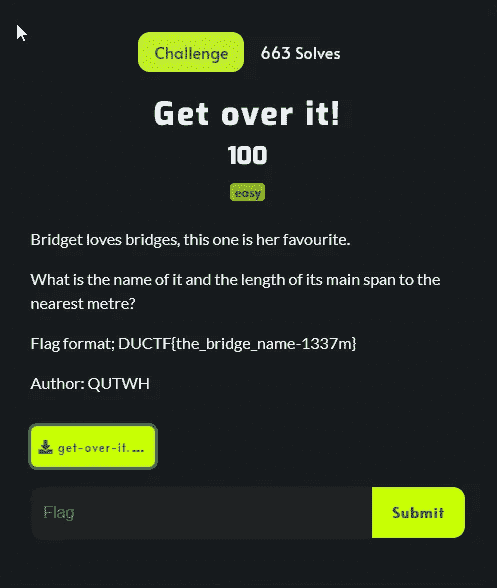 Challenge 663 Solves
Get over it!
100
easy
Bridget loves bridges, this one is her favourite.
What is the name of it and the length of its main span to the
nearest metre?
Flag format; DUCTF{the_bridge_name-1337m}
Author: QUTWH
get-over-it....
Flag Submit